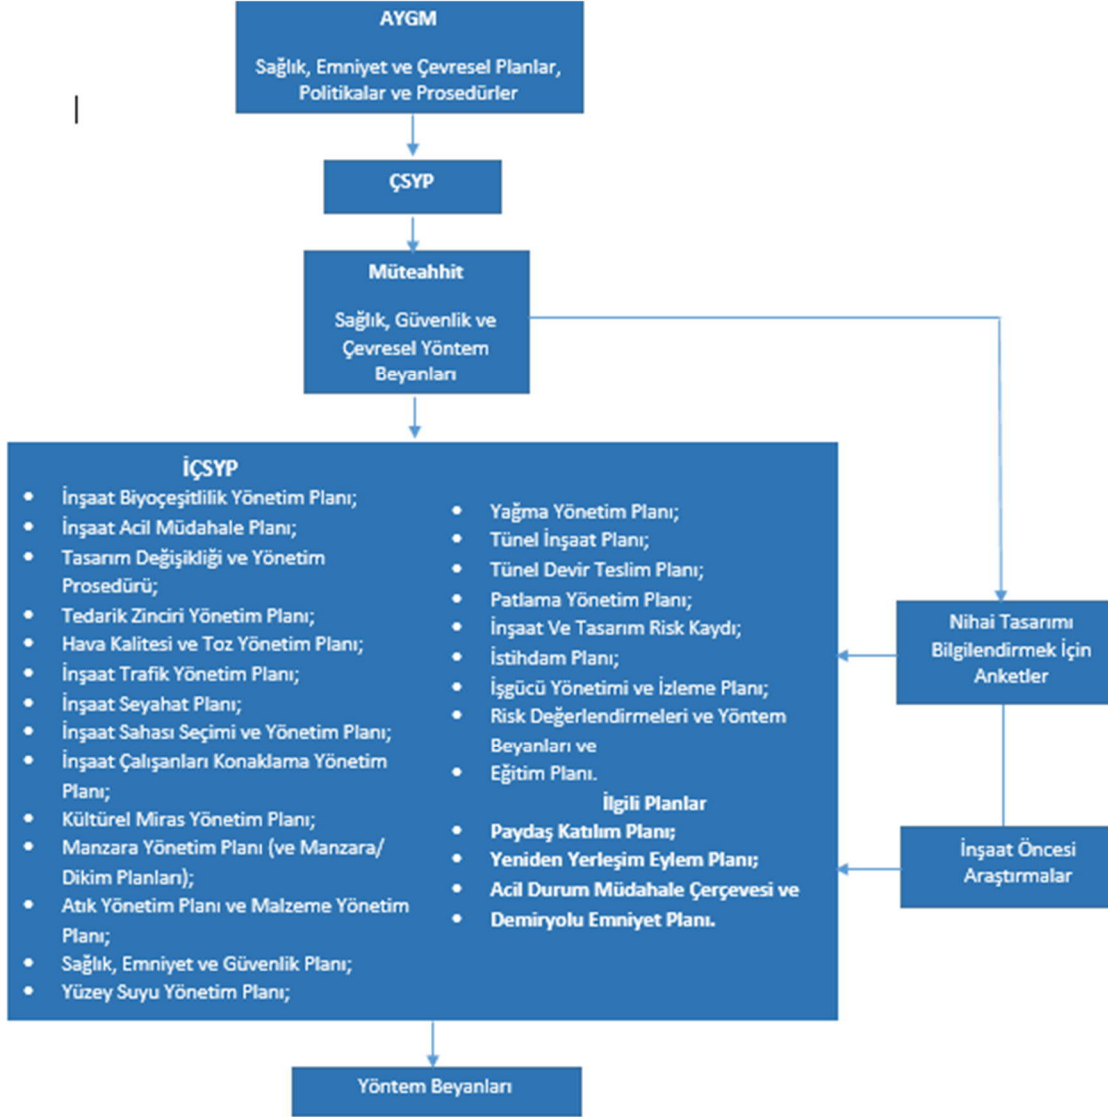 AYGM
Sağlık, Emniyet ve Çevresel Planlar,
Politikalar ve Prosedürler
ÇSYP
Müteahhit
Sağlık, Güvenlik ve
Çevresel Yöntem
Beyanları
İÇSYP
• İnşaat Biyoçeşitlilik Yönetim Planı;
• İnşaat Acil Müdahale Planı;
• Tasarım Değişikliği ve Yönetim
Prosedürü;
• Tedarik Zinciri Yönetim Planı;
• Hava Kalitesi ve Toz Yönetim Planı;
• İnşaat Trafik Yönetim Planı;
• İnşaat Seyahat Planı;
• İnşaat Sahası Seçimi ve Yönetim Planı;
• İnşaat Çalışanları Konaklama Yönetim
Planı;
• Kültürel Miras Yönetim Planı;
• Manzara Yönetim Planı (ve Manzara/
Dikim Planları);
• Atık Yönetim Planı ve Malzeme Yönetim
Planı;
• Sağlık, Emniyet ve Güvenlik Planı;
• Yüzey Suyu Yönetim Planı;
• Yağma Yönetim Planı;
• Tünel İnşaat Planı;
• Tünel Devir Teslim Planı;
• Patlama Yönetim Planı;
• İnşaat Ve Tasarım Risk Kaydı;
• İstihdam Planı;
• İşgücü Yönetimi ve İzleme Planı;
• Risk Değerlendirmeleri ve Yöntem
Beyanları ve
• Eğitim Planı.
İlgili Planlar
• Paydaş Katılım Planı;
• Yeniden Yerleşim Eylem Planı;
• Acil Durum Müdahale Çerçevesi ve
• Demiryolu Emniyet Planı.
Nihai Tasarımı
Bilgilendirmek İçin
Anketler
İnşaat Öncesi
Araştırmalar
Yöntem Beyanları